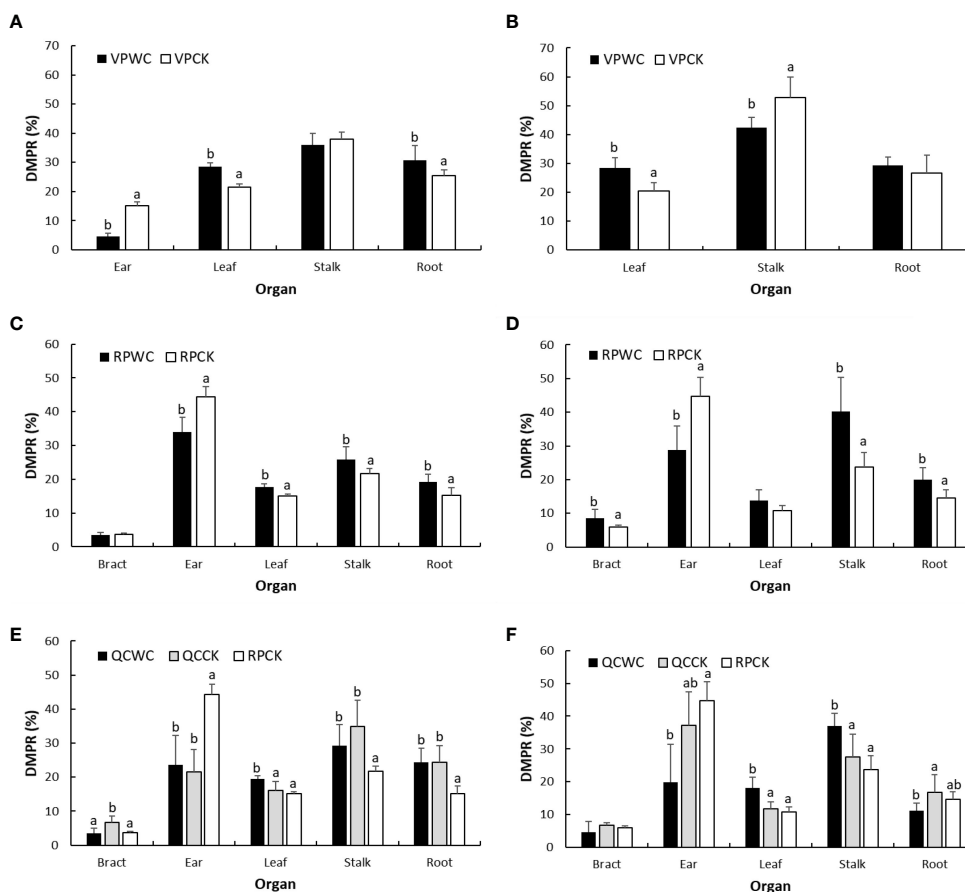 A
VPWC VPCK
70
60
50
40
30
20
10
0
DMPR (%)
b a
b a
b a
Ear Leaf Stalk Root
Organ
B
VPWC VPCK
70
60
50
40
30
20
10
0
DMPR (%)
b a
b a
Leaf Stalk Root
Organ
C
RPWC RPCK
60
50
40
30
20
10
0
DMPR (%)
b a
b a
b a
b a
Bract Ear Leaf Stalk Root
Organ
D
RPWC RPCK
60
50
40
30
20
10
0
DMPR (%)
b a
b a
b a
b a
Bract Ear Leaf Stalk Root
Organ
E
QCWC QCCK RPCK
60
50
40
30
20
10
0
DMPR (%)
a b a
b b a
b a a
b b a
b b a
Bract Ear Leaf Stalk Root
Organ
F
QCWC QCCK RPCK
60
50
40
30
20
10
0
DMPR (%)
b ab a
b a a
b a a
b a ab
Bract Ear Leaf Stalk Root
Organ